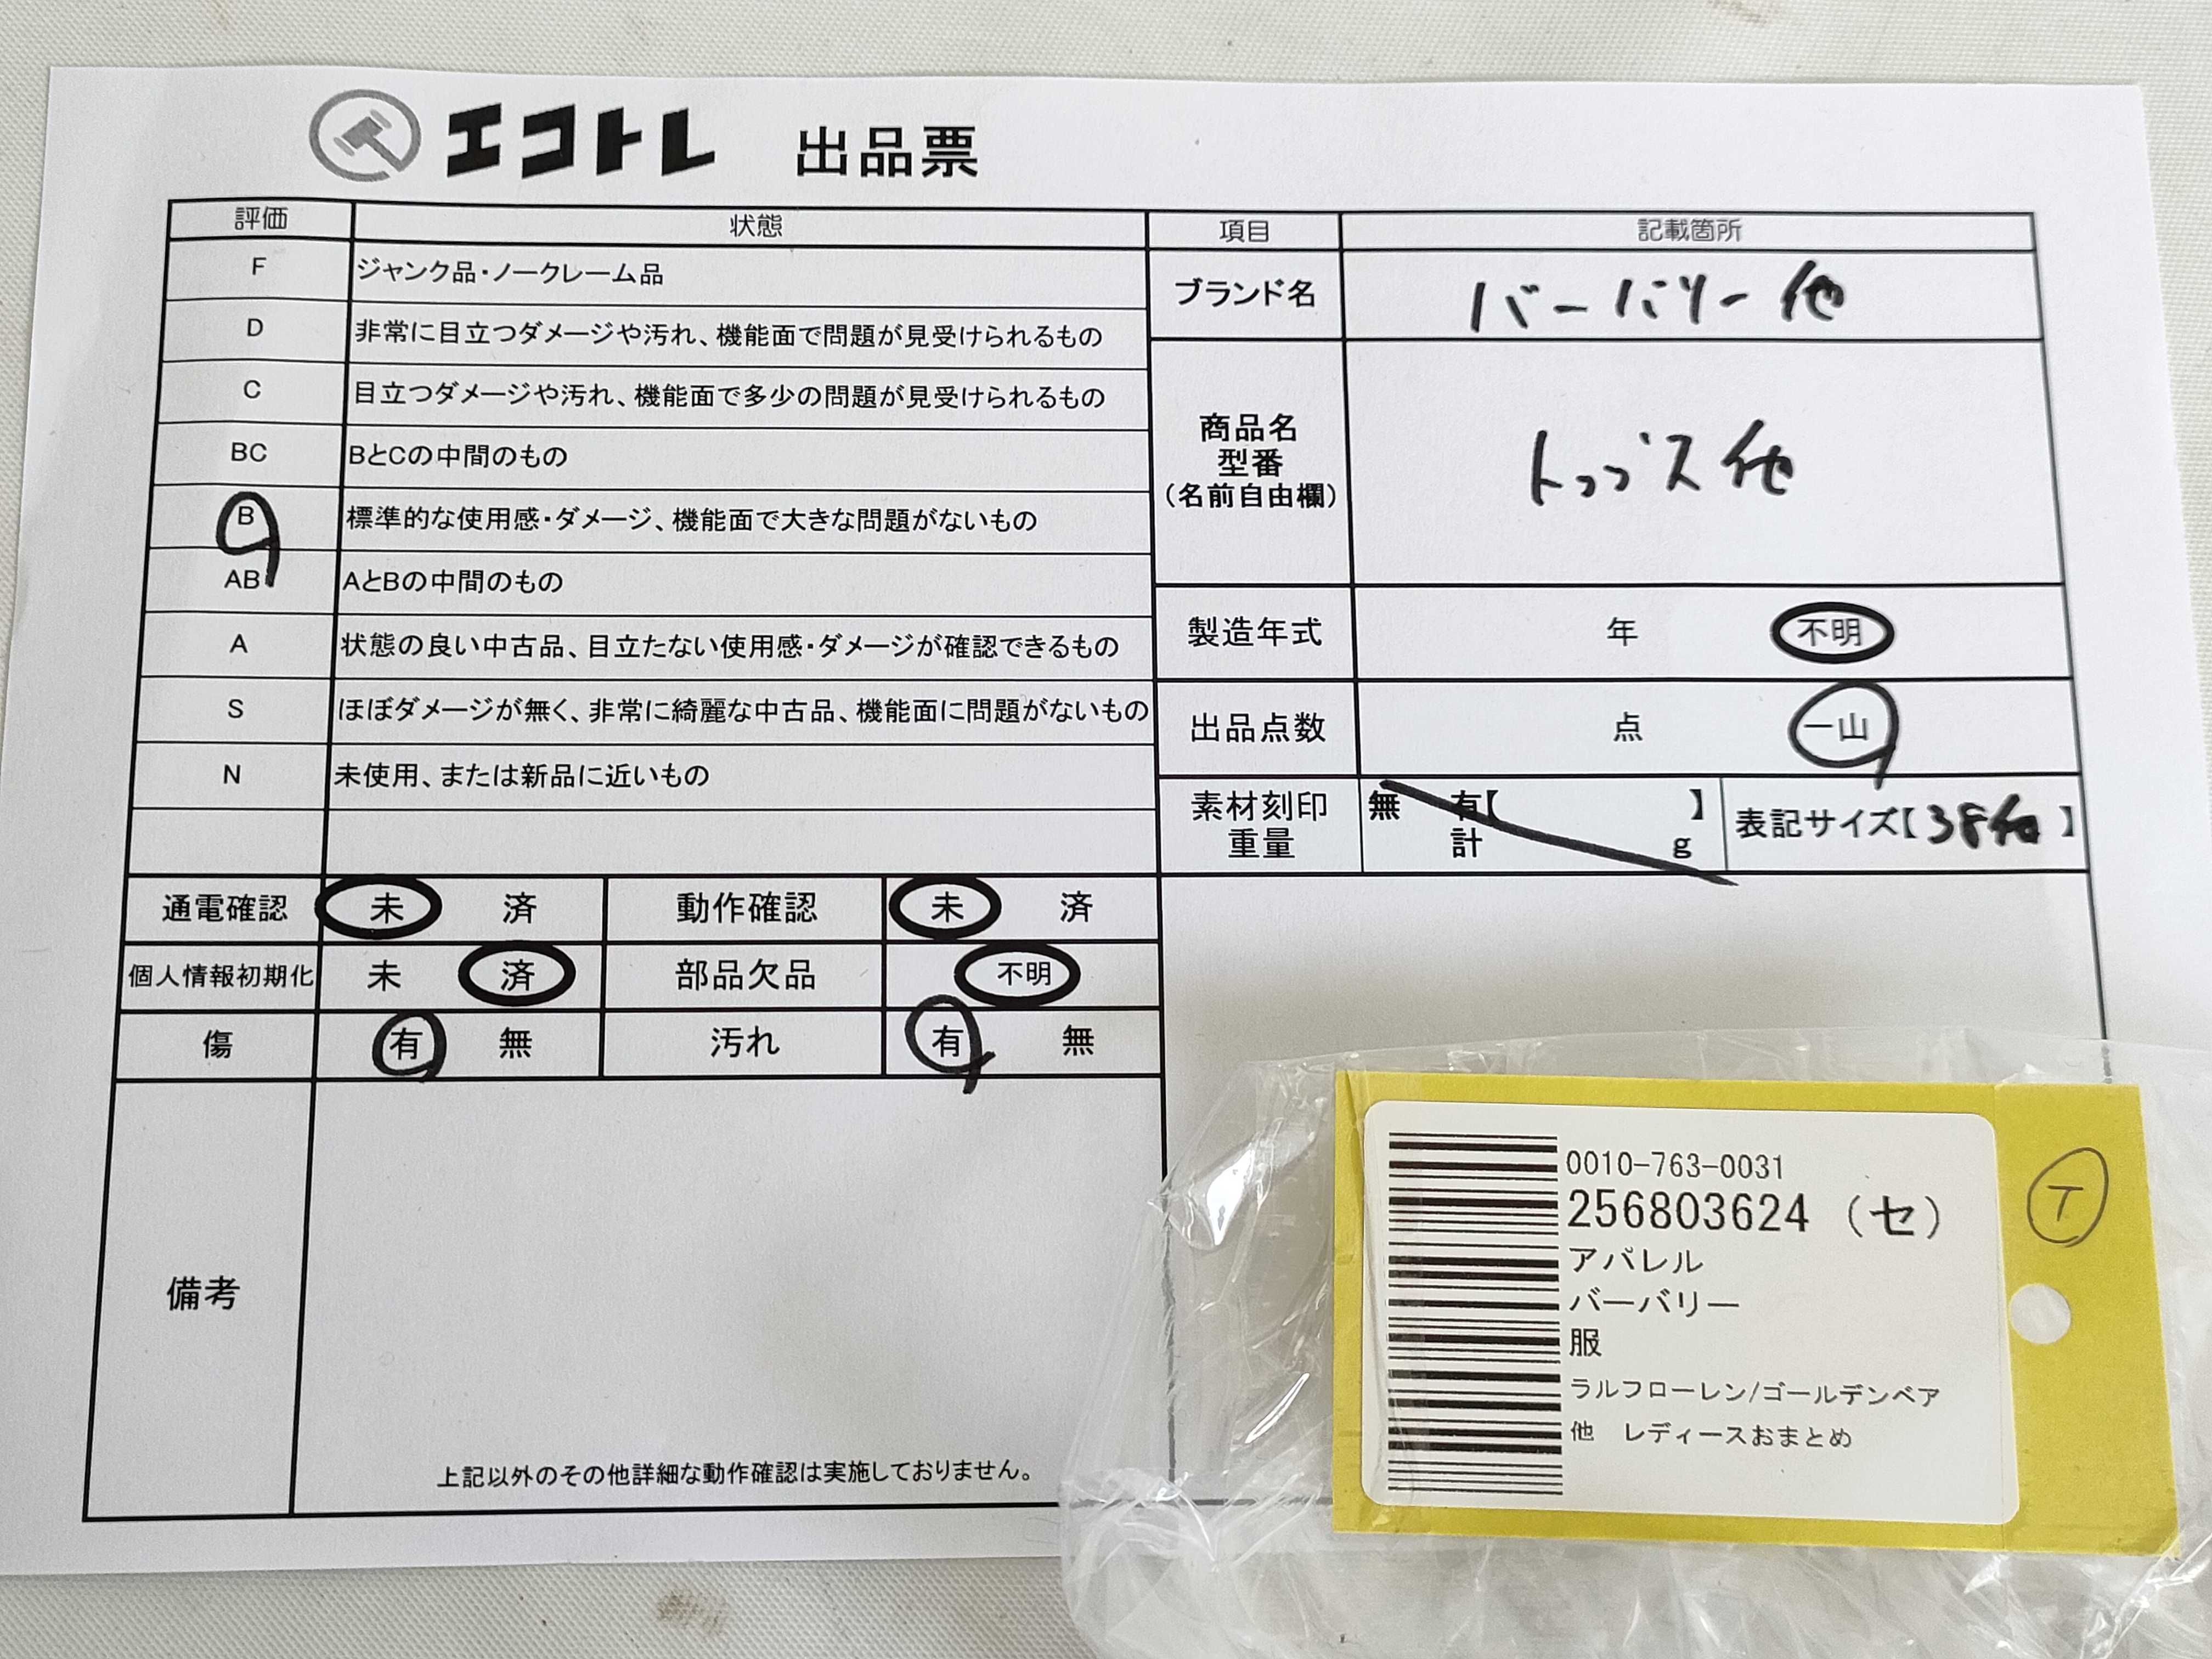 エコトレ 出品票
評価 状態
F ジャンク品・ノークレーム品
D 非常に目立つダメージや汚れ、機能面で問題が見受けられるもの
C 目立つダメージや汚れ、機能面で多少の問題が見受けられるもの
BC BとCの中間のもの
B 標準的な使用感・ダメージ、機能面で大きな問題がないもの
AB AとBの中間のもの
A 状態の良い中古品、目立たない使用感・ダメージが確認できるもの
S ほぼダメージが無く、非常に綺麗な中古品、機能面に問題がないもの
N 未使用、または新品に近いもの
項目 記載箇所
ブランド名 バーバリー 他
商品名
型番
(名前自由欄)
トップス 他
製造年式 年 不明
出品点数 点 一山
素材刻印 無 有【 】
重量 計 g
表記サイズ【38他】
通電確認 未 済 動作確認 未 済
個人情報初期化 未 済 部品欠品 不明
傷 有 無 汚れ 有 無
備考
上記以外のその他詳細な動作確認は実施しておりません。
0010-763-0031
256803624 (セ)
アパレル
バーバリー
服
ラルフローレン/ゴールデンベア
他 レディースおまとめ
T